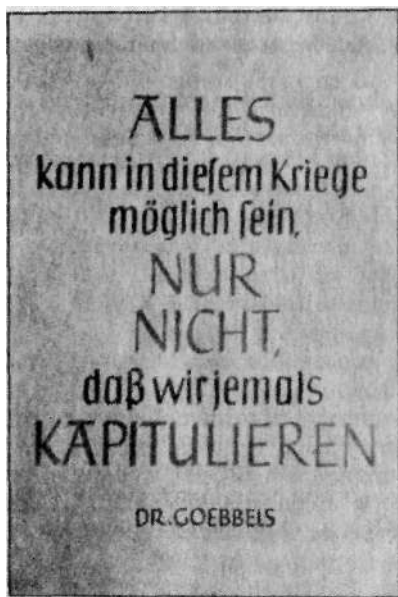 ALLES
kann in dieſem Kriege
möglich ſein,
NUR
NICHT,
daß wir jemals
KAPITULIEREN
DR. GOEBBELS